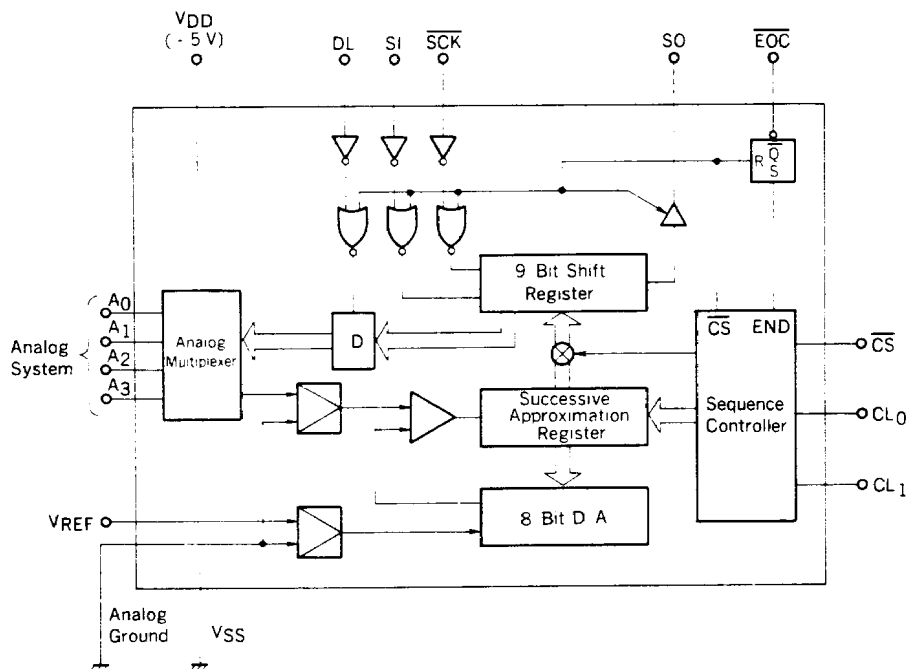 VDD
(-5V)
DL
SI
SCK
SO
EOC
R
Q
S
9 Bit Shift
Register
A0
A1
A2
A3
Analog
System
Analog
Multiplexer
D
CS
END
CS
Successive
Approximation
Register
Sequence
Controller
CL0
CL1
VREF
8 Bit D A
Analog
Ground
VSS